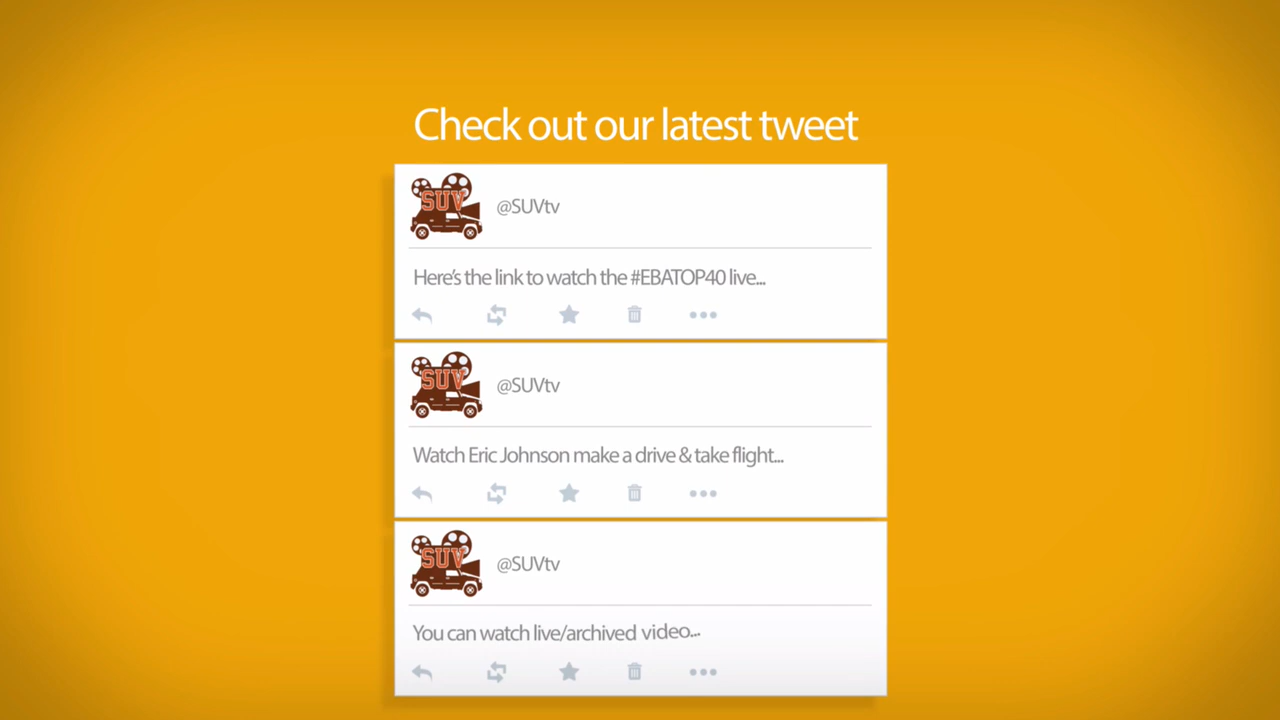 Check out our latest tweet
SUV
@SUVtv
Here's the link to watch the #EBATOP40 live...
SUV
@SUVtv
Watch Eric Johnson make a drive & take flight...
SUV
@SUVtv
You can watch live/archived video...